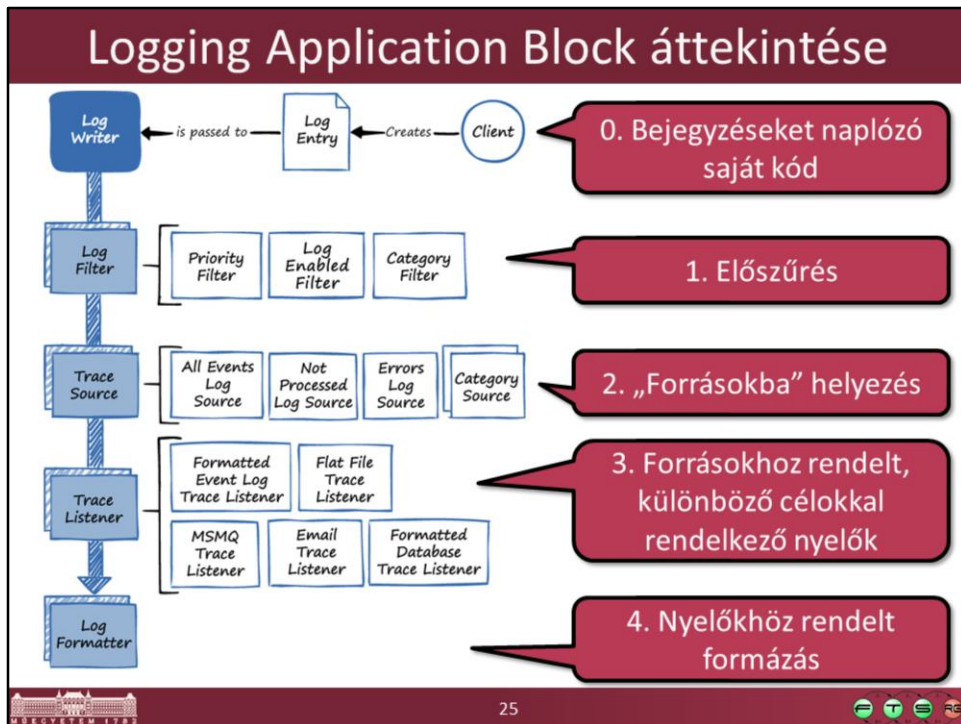 Logging Application Block áttekintése
Log
Writer
is passed to
Log
Entry
Creates
Client
0. Bejegyzéseket naplózó
saját kód
Log
Filter
Priority
Filter
Log
Enabled
Filter
Category
Filter
1. Előszűrés
Trace
Source
All Events
Log
Source
Not
Processed
Log Source
Errors
Log
Source
Category
Source
2. „Forrásokba” helyezés
Trace
Listener
Formatted
Event Log
Trace Listener
Flat File
Trace
Listener
MSMQ
Trace
Listener
Email
Trace
Listener
Formatted
Database
Trace Listener
3. Forrásokhoz rendelt,
különböző célokkal
rendelkező nyelők
Log
Formatter
4. Nyelőkhöz rendelt
formázás
MŰEGYETEM 1782
25
F T S RG